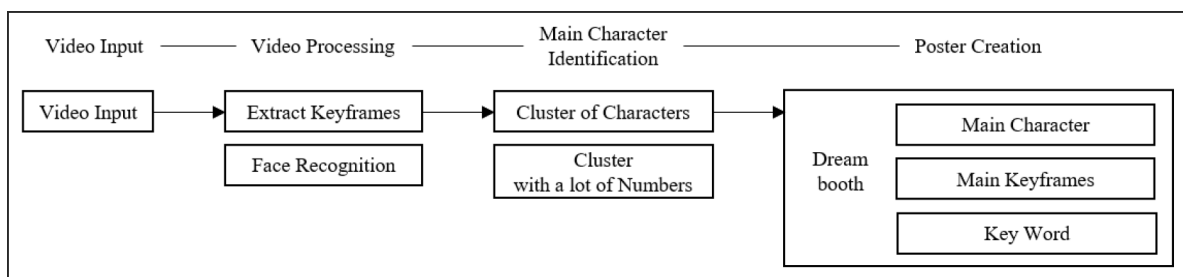 Video Input
Video Processing
Main Character
Identification
Poster Creation
Video Input
Extract Keyframes
Face Recognition
Cluster of Characters
Cluster
with a lot of Numbers
Dream
booth
Main Character
Main Keyframes
Key Word